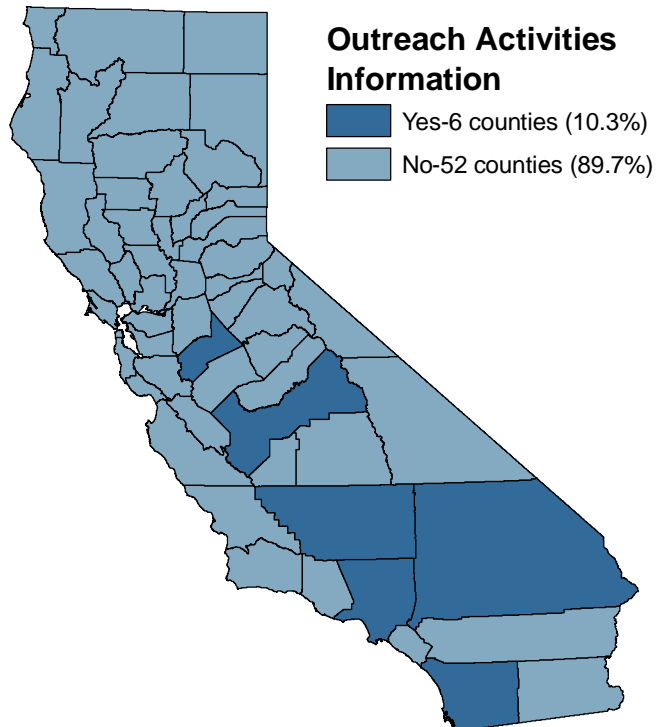 Outreach Activities
Information
Yes-6 counties (10.3%)
No-52 counties (89.7%)